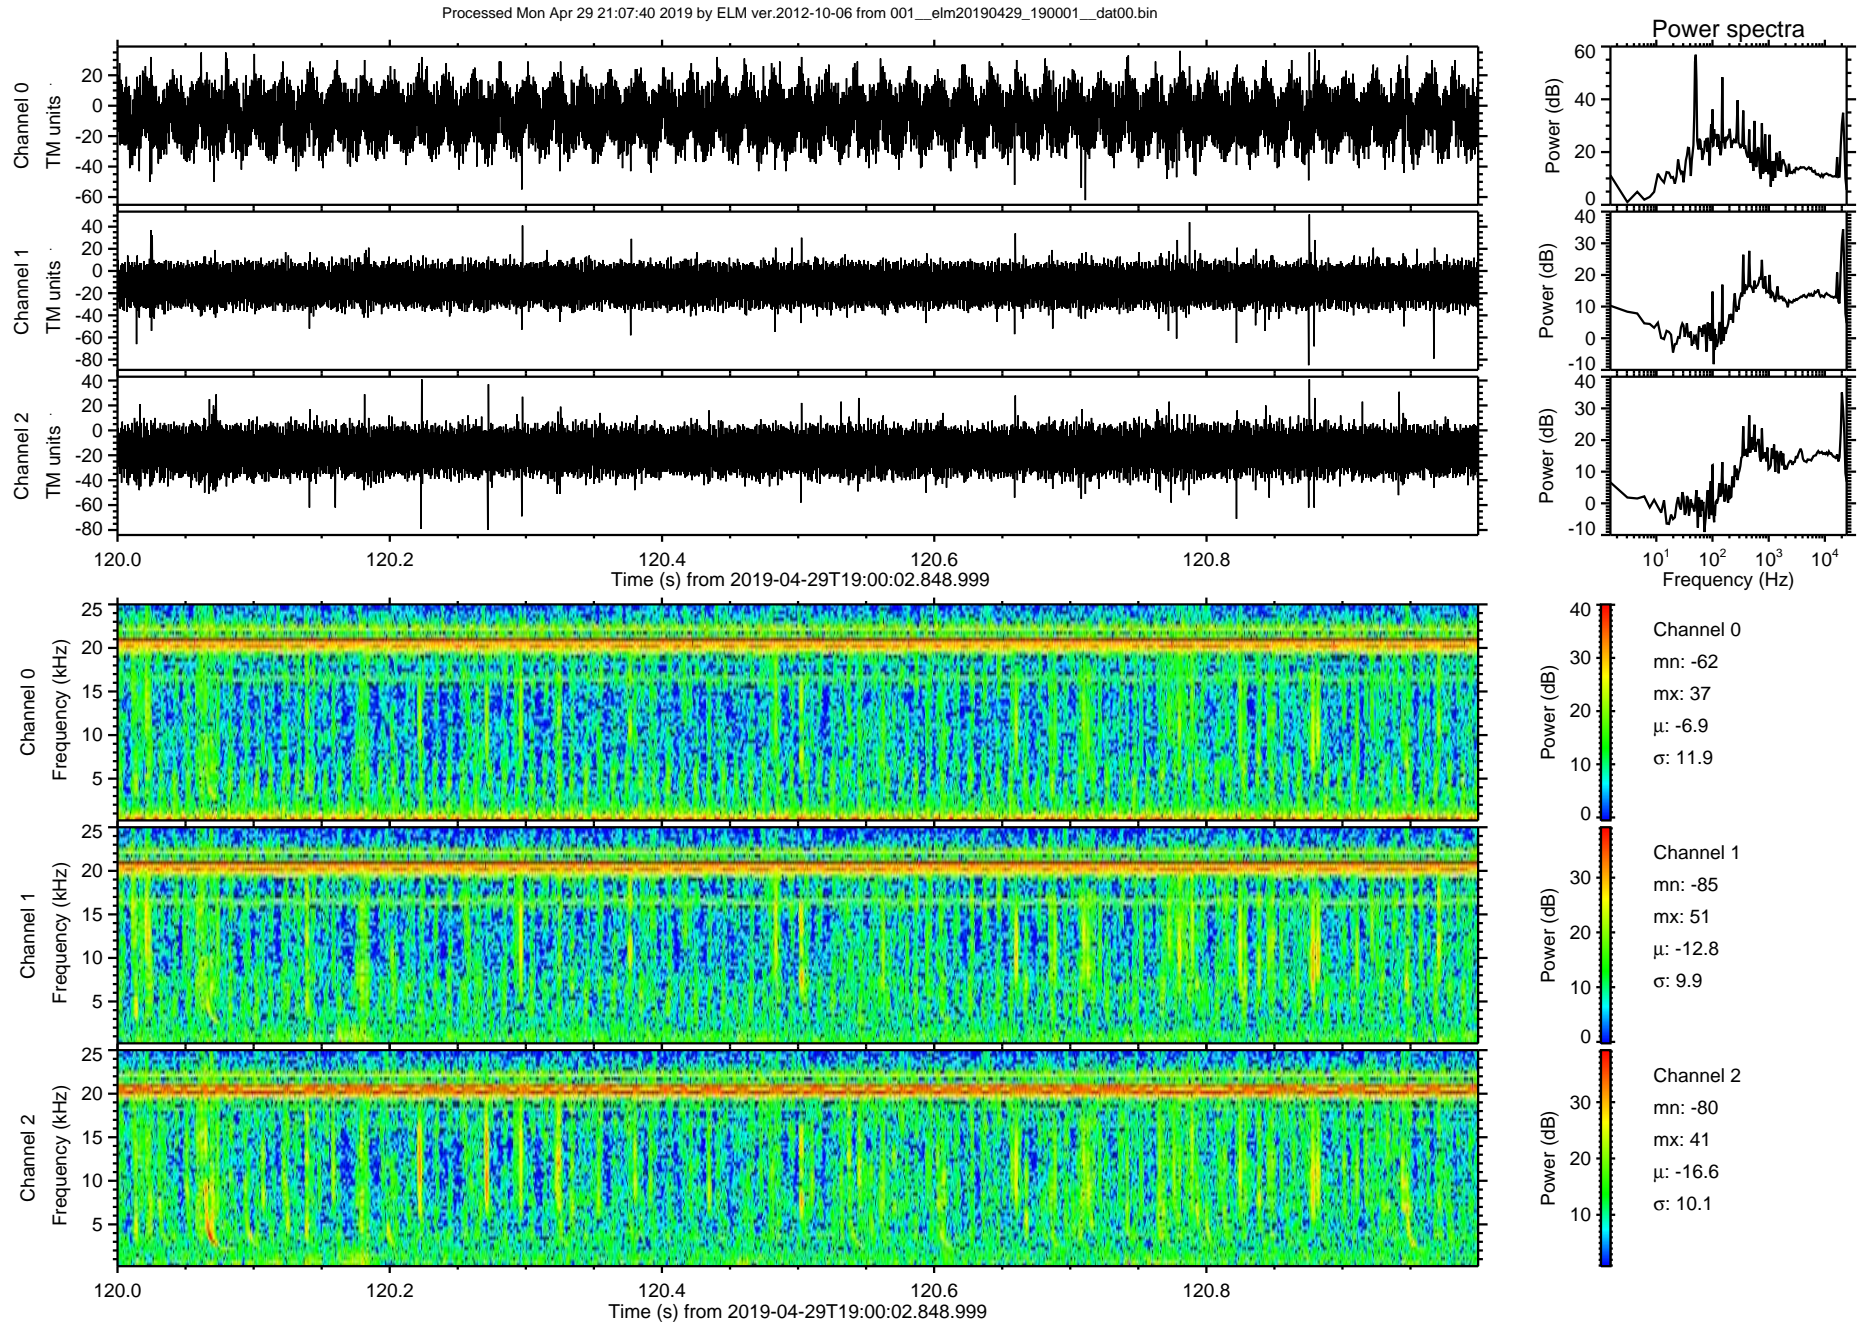 Processed Mon Apr 29 21:07:40 2019 by ELM ver.2012-10-06 from 001__elm20190429_190001__dat00.bin
Power spectra
Channel 0
TM units
20
0
-20
-40
-60
Power (dB)
60
40
20
0
Channel 1
TM units
40
20
0
-20
-40
-60
-80
Power (dB)
40
30
20
10
0
-10
Channel 2
TM units
40
20
0
-20
-40
-60
-80
Power (dB)
40
30
20
10
0
-10
120.0 120.2 120.4 120.6 120.8
Time (s) from 2019-04-29T19:00:02.848.999
10^1 10^2 10^3 10^4
Frequency (Hz)
Channel 0
Frequency (kHz)
25
20
15
10
5
Power (dB)
40
30
20
10
0
Channel 0
mn: -62
mx: 37
μ: -6.9
σ: 11.9
Channel 1
Frequency (kHz)
25
20
15
10
5
Power (dB)
30
20
10
0
Channel 1
mn: -85
mx: 51
μ: -12.8
σ: 9.9
Channel 2
Frequency (kHz)
25
20
15
10
5
Power (dB)
30
20
10
Channel 2
mn: -80
mx: 41
μ: -16.6
σ: 10.1
120.0 120.2 120.4 120.6 120.8
Time (s) from 2019-04-29T19:00:02.848.999